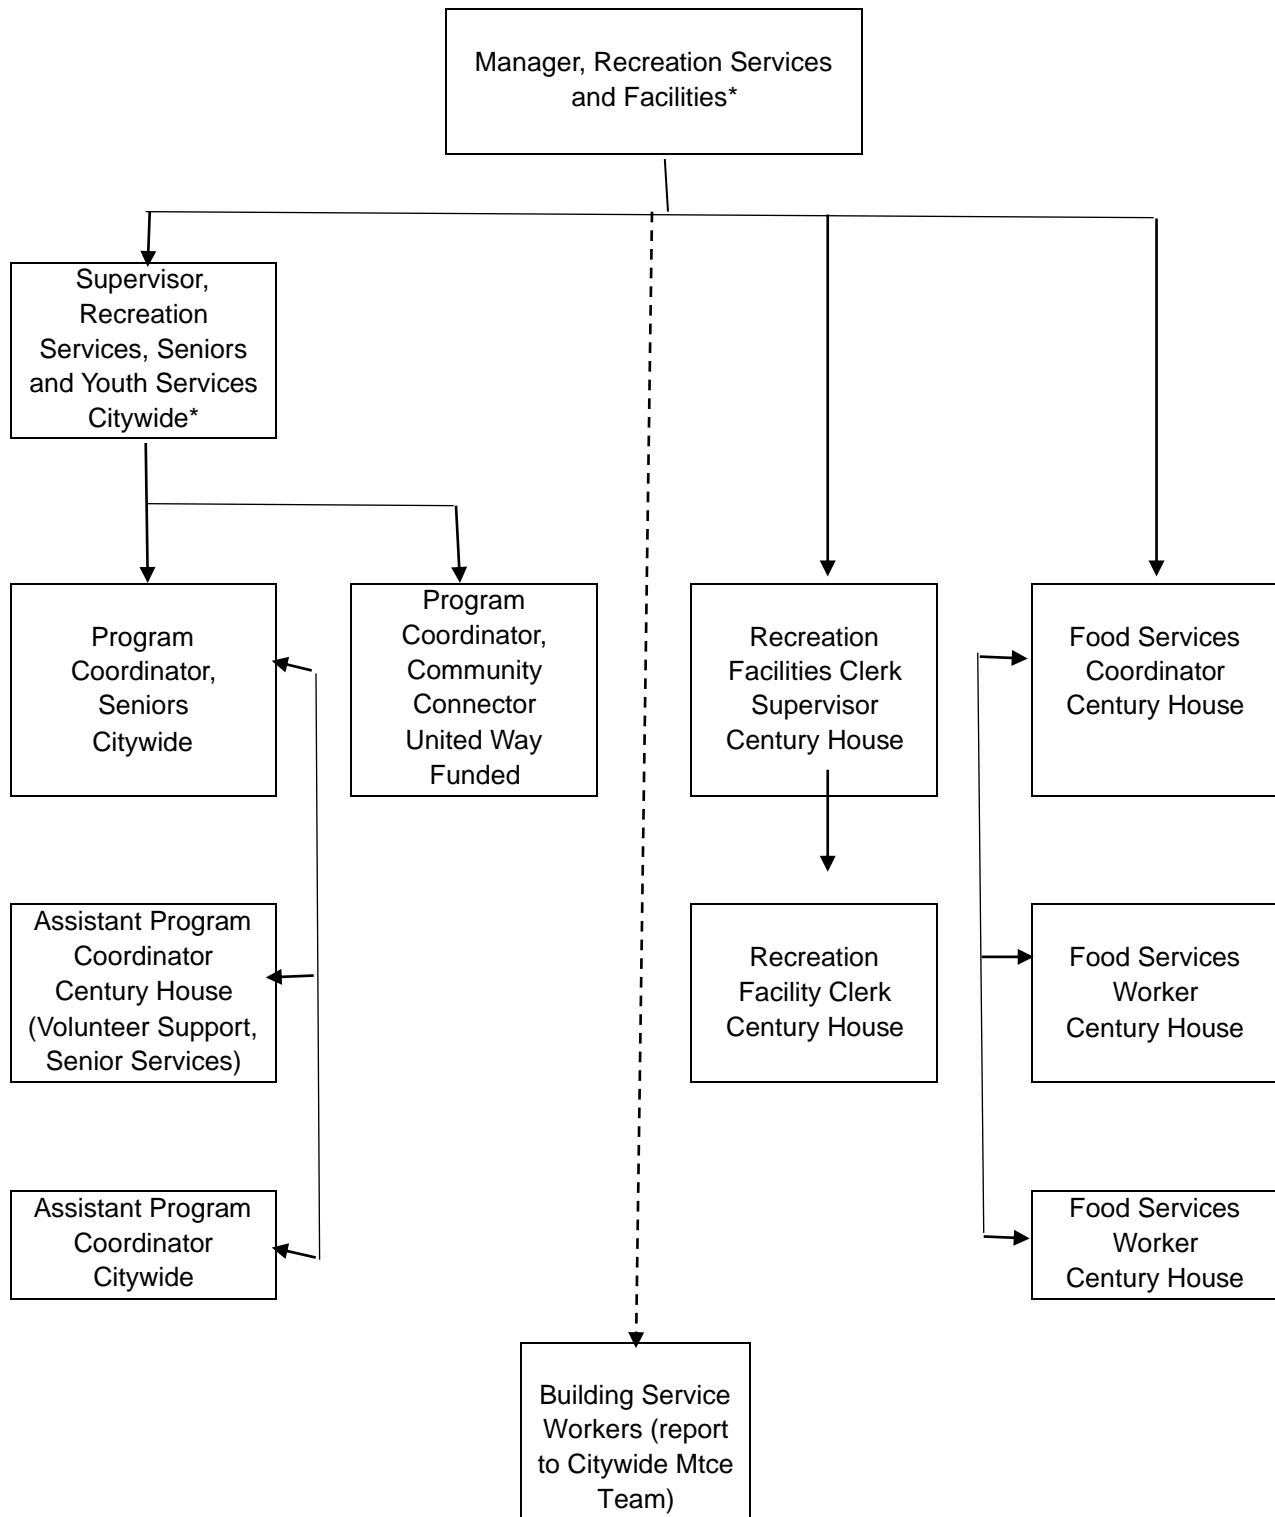 Manager, Recreation Services
and Facilities*
Supervisor,
Recreation
Services, Seniors
and Youth Services
Citywide*
Program
Coordinator,
Seniors
Citywide
Program
Coordinator,
Community
Connector
United Way
Funded
Recreation
Facilities Clerk
Supervisor
Century House
Food Services
Coordinator
Century House
Assistant Program
Coordinator
Century House
(Volunteer Support,
Senior Services)
Recreation
Facility Clerk
Century House
Food Services
Worker
Century House
Assistant Program
Coordinator
Citywide
Food Services
Worker
Century House
Building Service
Workers (report
to Citywide Mtce
Team)